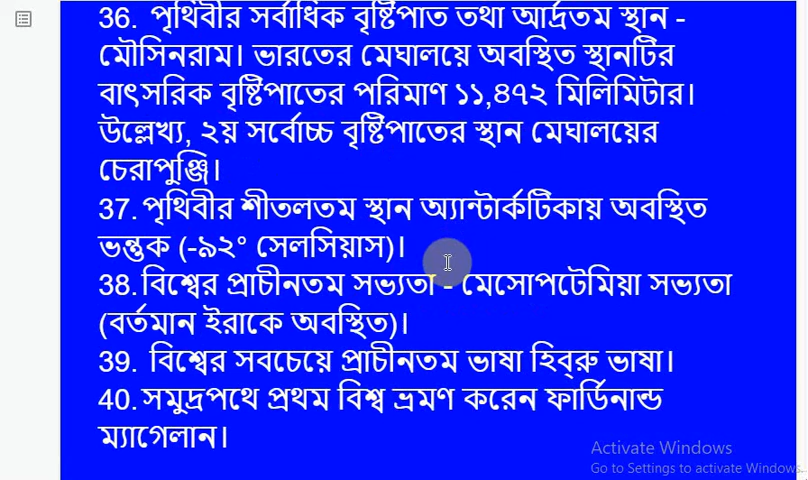 36. পৃথিবীর সর্বাধিক বৃষ্টিপাত তথা আর্দ্রতম স্থান -
মৌসিনরাম। ভারতের মেঘালয়ে অবস্থিত স্থানটির
বাৎসরিক বৃষ্টিপাতের পরিমাণ ১১,৪৭২ মিলিমিটার।
উল্লেখ্য, ২য় সর্বোচ্চ বৃষ্টিপাতের স্থান মেঘালয়ের
চেরাপুঞ্জি।
37. পৃথিবীর শীতলতম স্থান অ্যান্টার্কটিকায় অবস্থিত
ভস্তুক (-৯২° সেলসিয়াস)।
38. বিশ্বের প্রাচীনতম সভ্যতা - মেসোপটেমিয়া সভ্যতা
(বর্তমান ইরাকে অবস্থিত)।
39. বিশ্বের সবচেয়ে প্রাচীনতম ভাষা হিব্রু ভাষা।
40. সমুদ্রপথে প্রথম বিশ্ব ভ্রমণ করেন ফার্ডিনান্ড
ম্যাগেলান।
Activate Windows
Go to Settings to activate Windows.